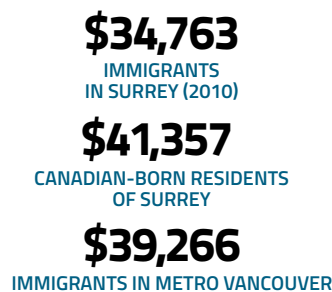 $34,763
IMMIGRANTS
IN SURREY (2010)
$41,357
CANADIAN-BORN RESIDENTS
OF SURREY
$39,266
IMMIGRANTS IN METRO VANCOUVER